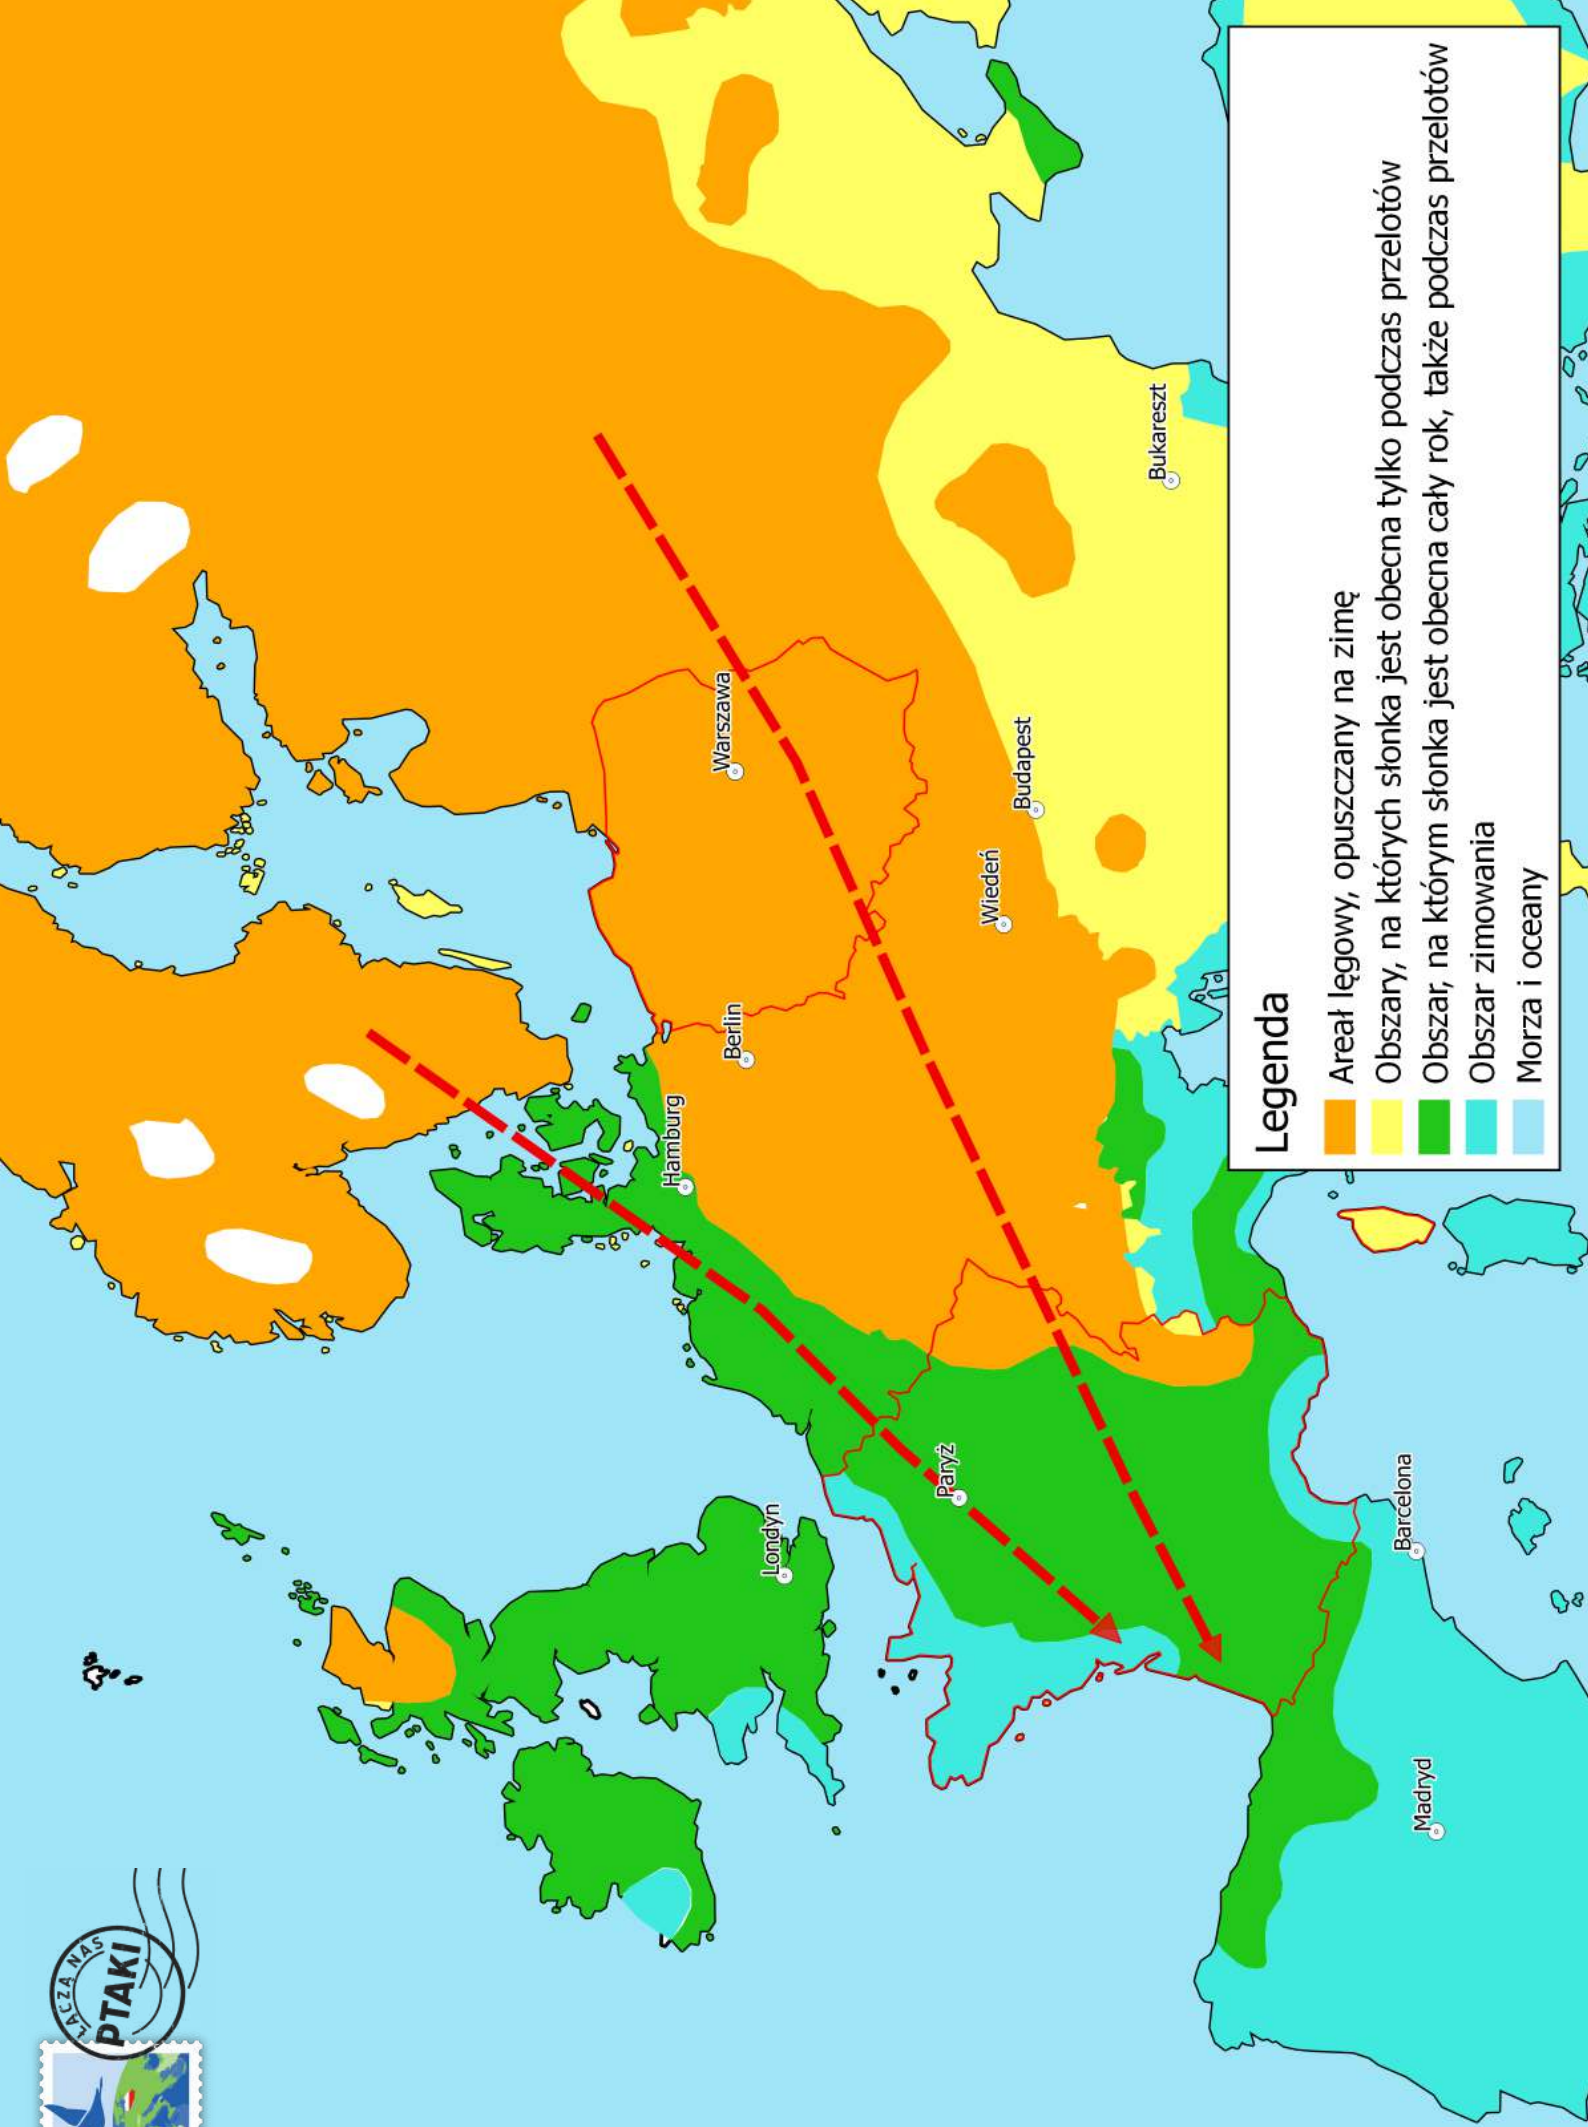 ŁĄCZĄ NAS
PTAKI
Londyn
Hamburg
Berlin
Warszawa
Paryż
Wiedeń
Budapest
Bukareszt
Madryd
Barcelona
Legenda
Areał lęgowy, opuszczany na zimę
Obszary, na których słonka jest obecna tylko podczas przelotów
Obszar, na którym słonka jest obecna cały rok, także podczas przelotów
Obszar zimowania
Morza i oceany